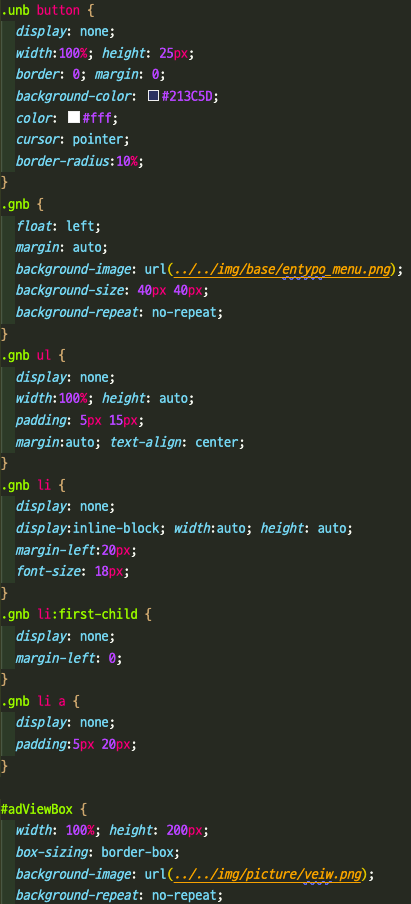 .unb button {
display: none;
width:100%; height: 25px;
border: 0; margin: 0;
background-color: #213C5D;
color: #fff;
cursor: pointer;
border-radius:10%;
}
.gnb {
float: left;
margin: auto;
background-image: url(../../img/base/entypo_menu.png);
background-size: 40px 40px;
background-repeat: no-repeat;
}
.gnb ul {
display: none;
width:100%; height: auto;
padding: 5px 15px;
margin:auto; text-align: center;
}
.gnb li {
display: none;
display:inline-block; width:auto; height: auto;
margin-left:20px;
font-size: 18px;
}
.gnb li:first-child {
display: none;
margin-left: 0;
}
.gnb li a {
display: none;
padding:5px 20px;
}
#adViewBox {
width: 100%; height: 200px;
box-sizing: border-box;
background-image: url(../../img/picture/veiw.png);
background-repeat: no-repeat;